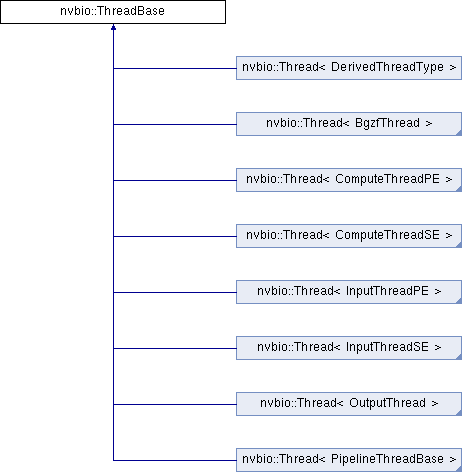 nvbio::ThreadBase
nvbio::Thread< DerivedThreadType >
nvbio::Thread< BgzfThread >
nvbio::Thread< ComputeThreadPE >
nvbio::Thread< ComputeThreadSE >
nvbio::Thread< InputThreadPE >
nvbio::Thread< InputThreadSE >
nvbio::Thread< OutputThread >
nvbio::Thread< PipelineThreadBase >